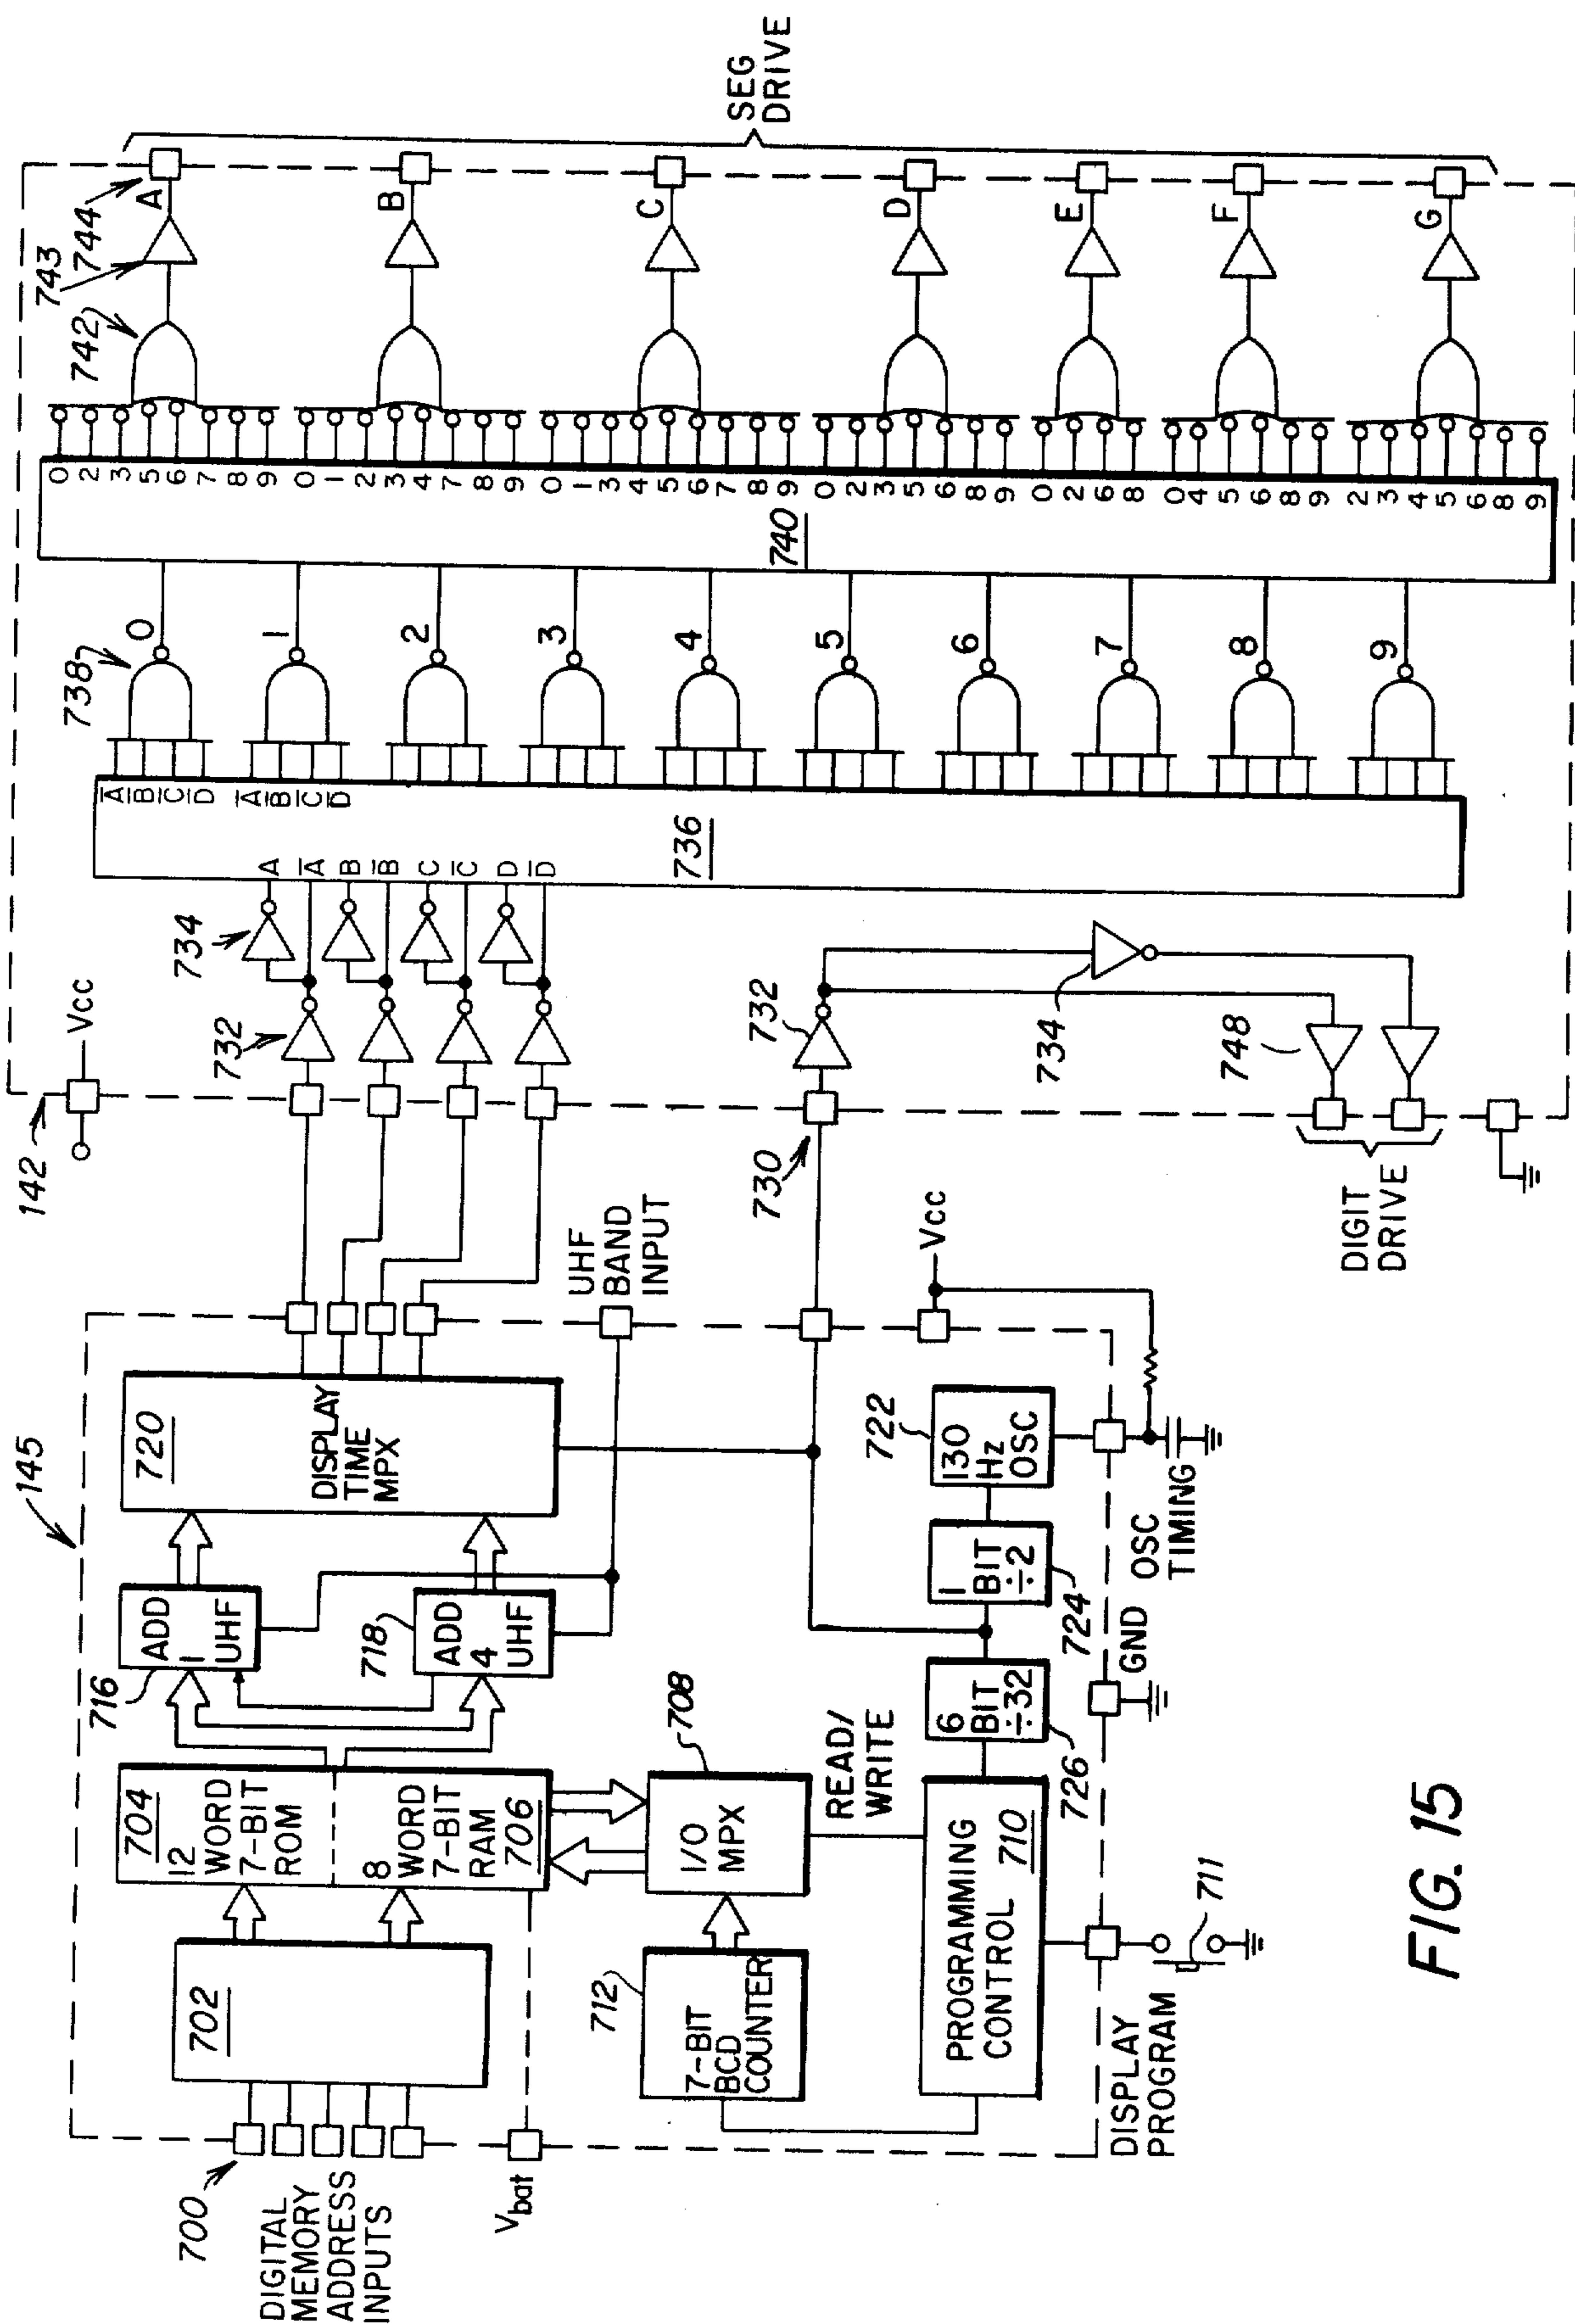 142
Vcc
732
734
A
A̅
B
B̅
C
C̅
D
D̅
736
A̅
B̅
C̅
D̅
A̅
B̅
C̅
D
738
0
1
2
3
4
5
6
7
8
9
740
0
2
3
5
6
7
8
9
0
1
2
3
4
7
8
9
0
1
3
4
5
6
7
8
9
0
2
3
5
6
8
9
0
2
6
8
0
4
5
6
8
9
2
3
4
5
6
8
9
742
743
744
A
B
C
D
E
F
G
SEG
DRIVE
730
732
734
748
DIGIT
DRIVE
145
700
DIGITAL
MEMORY
ADDRESS
INPUTS
Vbat
702
704
12
WORD
7-BIT
ROM
8
WORD
7-BIT
RAM
706
716
ADD
1
UHF
718
ADD
4
UHF
720
DISPLAY
TIME
MPX
UHF
BAND
INPUT
712
7-BIT
BCD
COUNTER
708
I/O
MPX
READ/
WRITE
PROGRAMMING
CONTROL 710
6
BIT
÷32
726
1
BIT
÷2
724
722
130
Hz
OSC
Vcc
DISPLAY
PROGRAM
711
GND
OSC
TIMING
FIG. 15